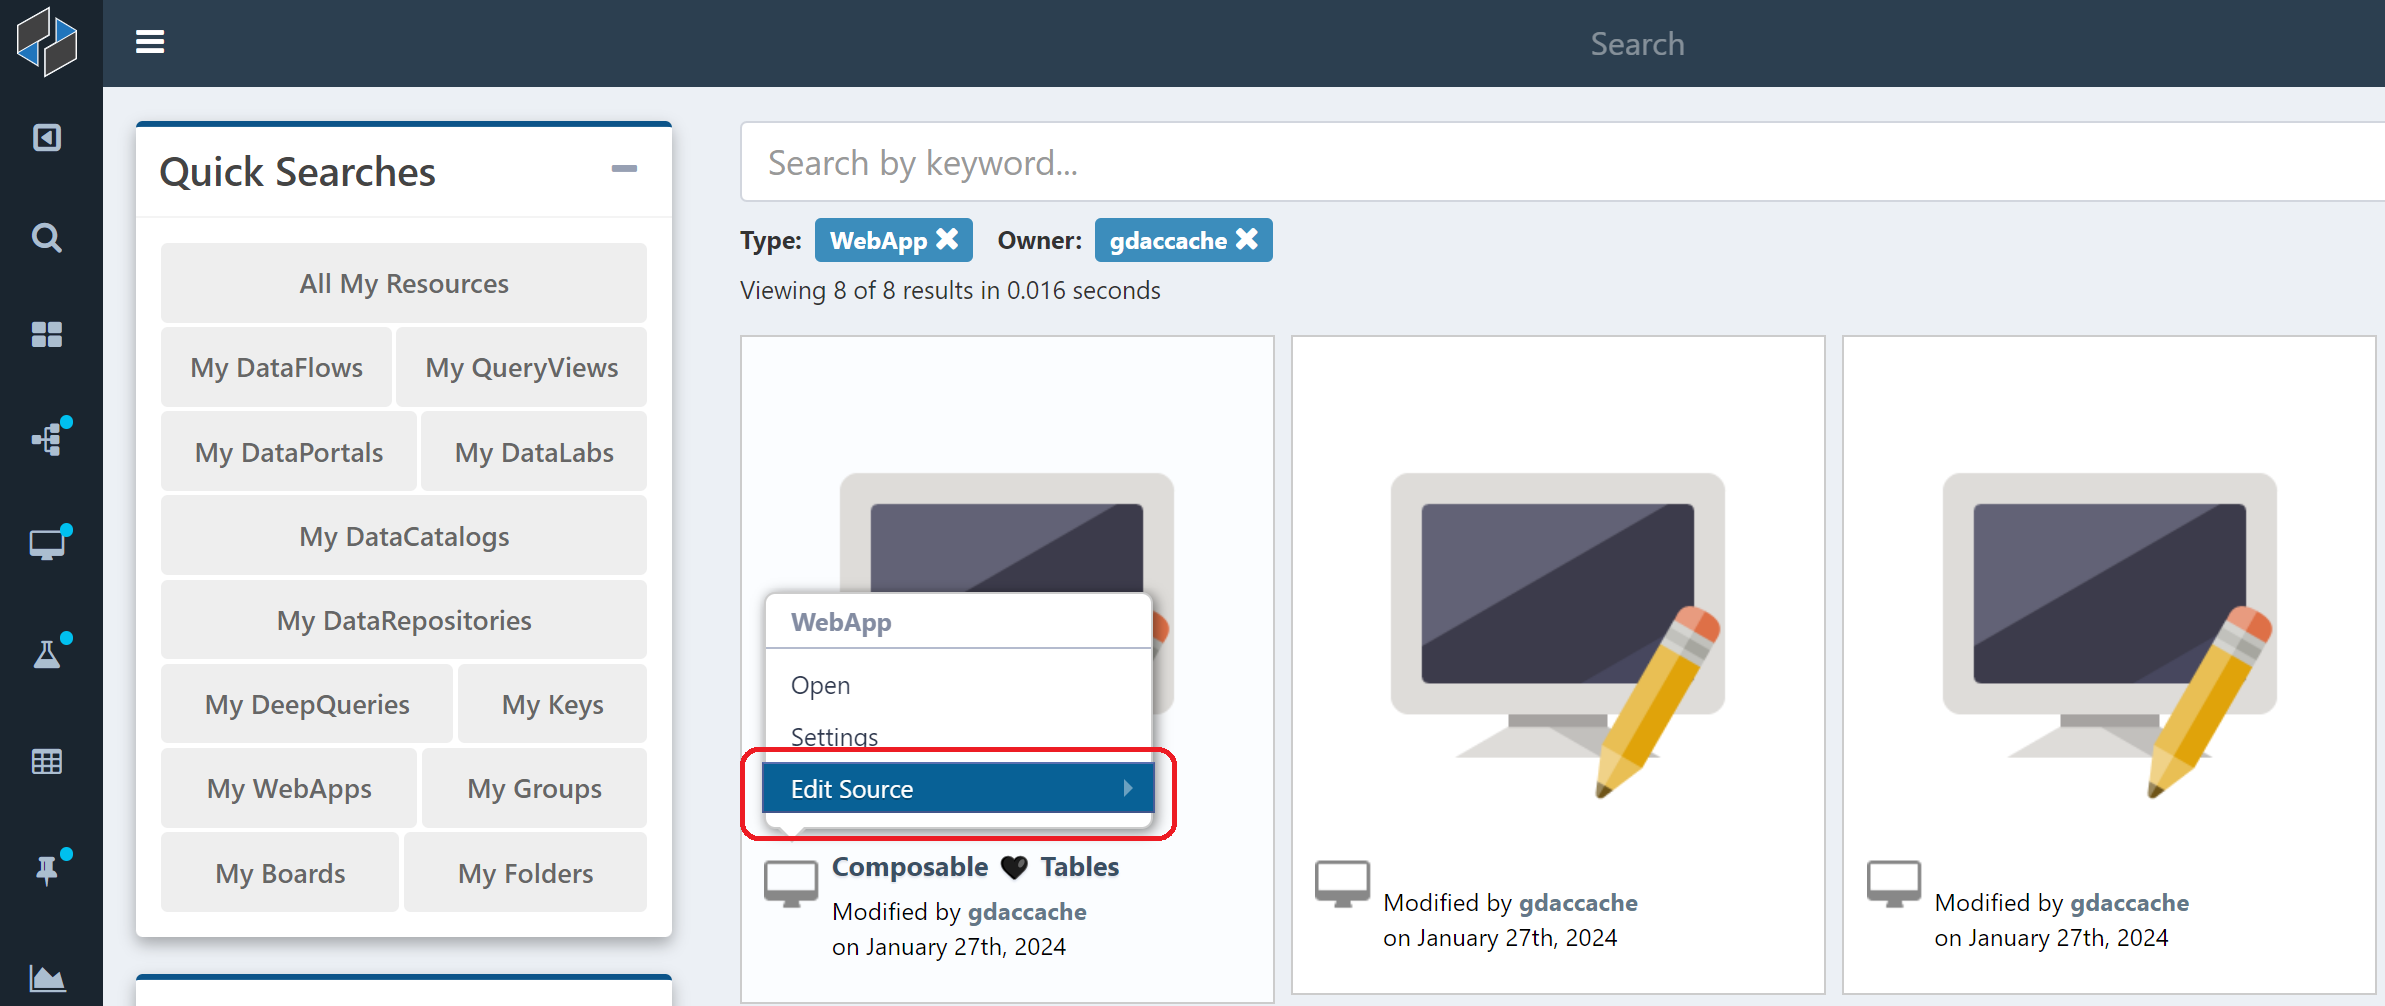 Search
Quick Searches
All My Resources
My DataFlows
My QueryViews
My DataPortals
My DataLabs
My DataCatalogs
My DataRepositories
My DeepQueries
My Keys
My WebApps
My Groups
My Boards
My Folders
Search by keyword...
Type: WebApp Owner: gdaccache
Viewing 8 of 8 results in 0.016 seconds
WebApp
Open
Settings
Edit Source
Composable 🖤 Tables
Modified by gdaccache
on January 27th, 2024
Modified by gdaccache
on January 27th, 2024
Modified by gdaccache
on January 27th, 2024